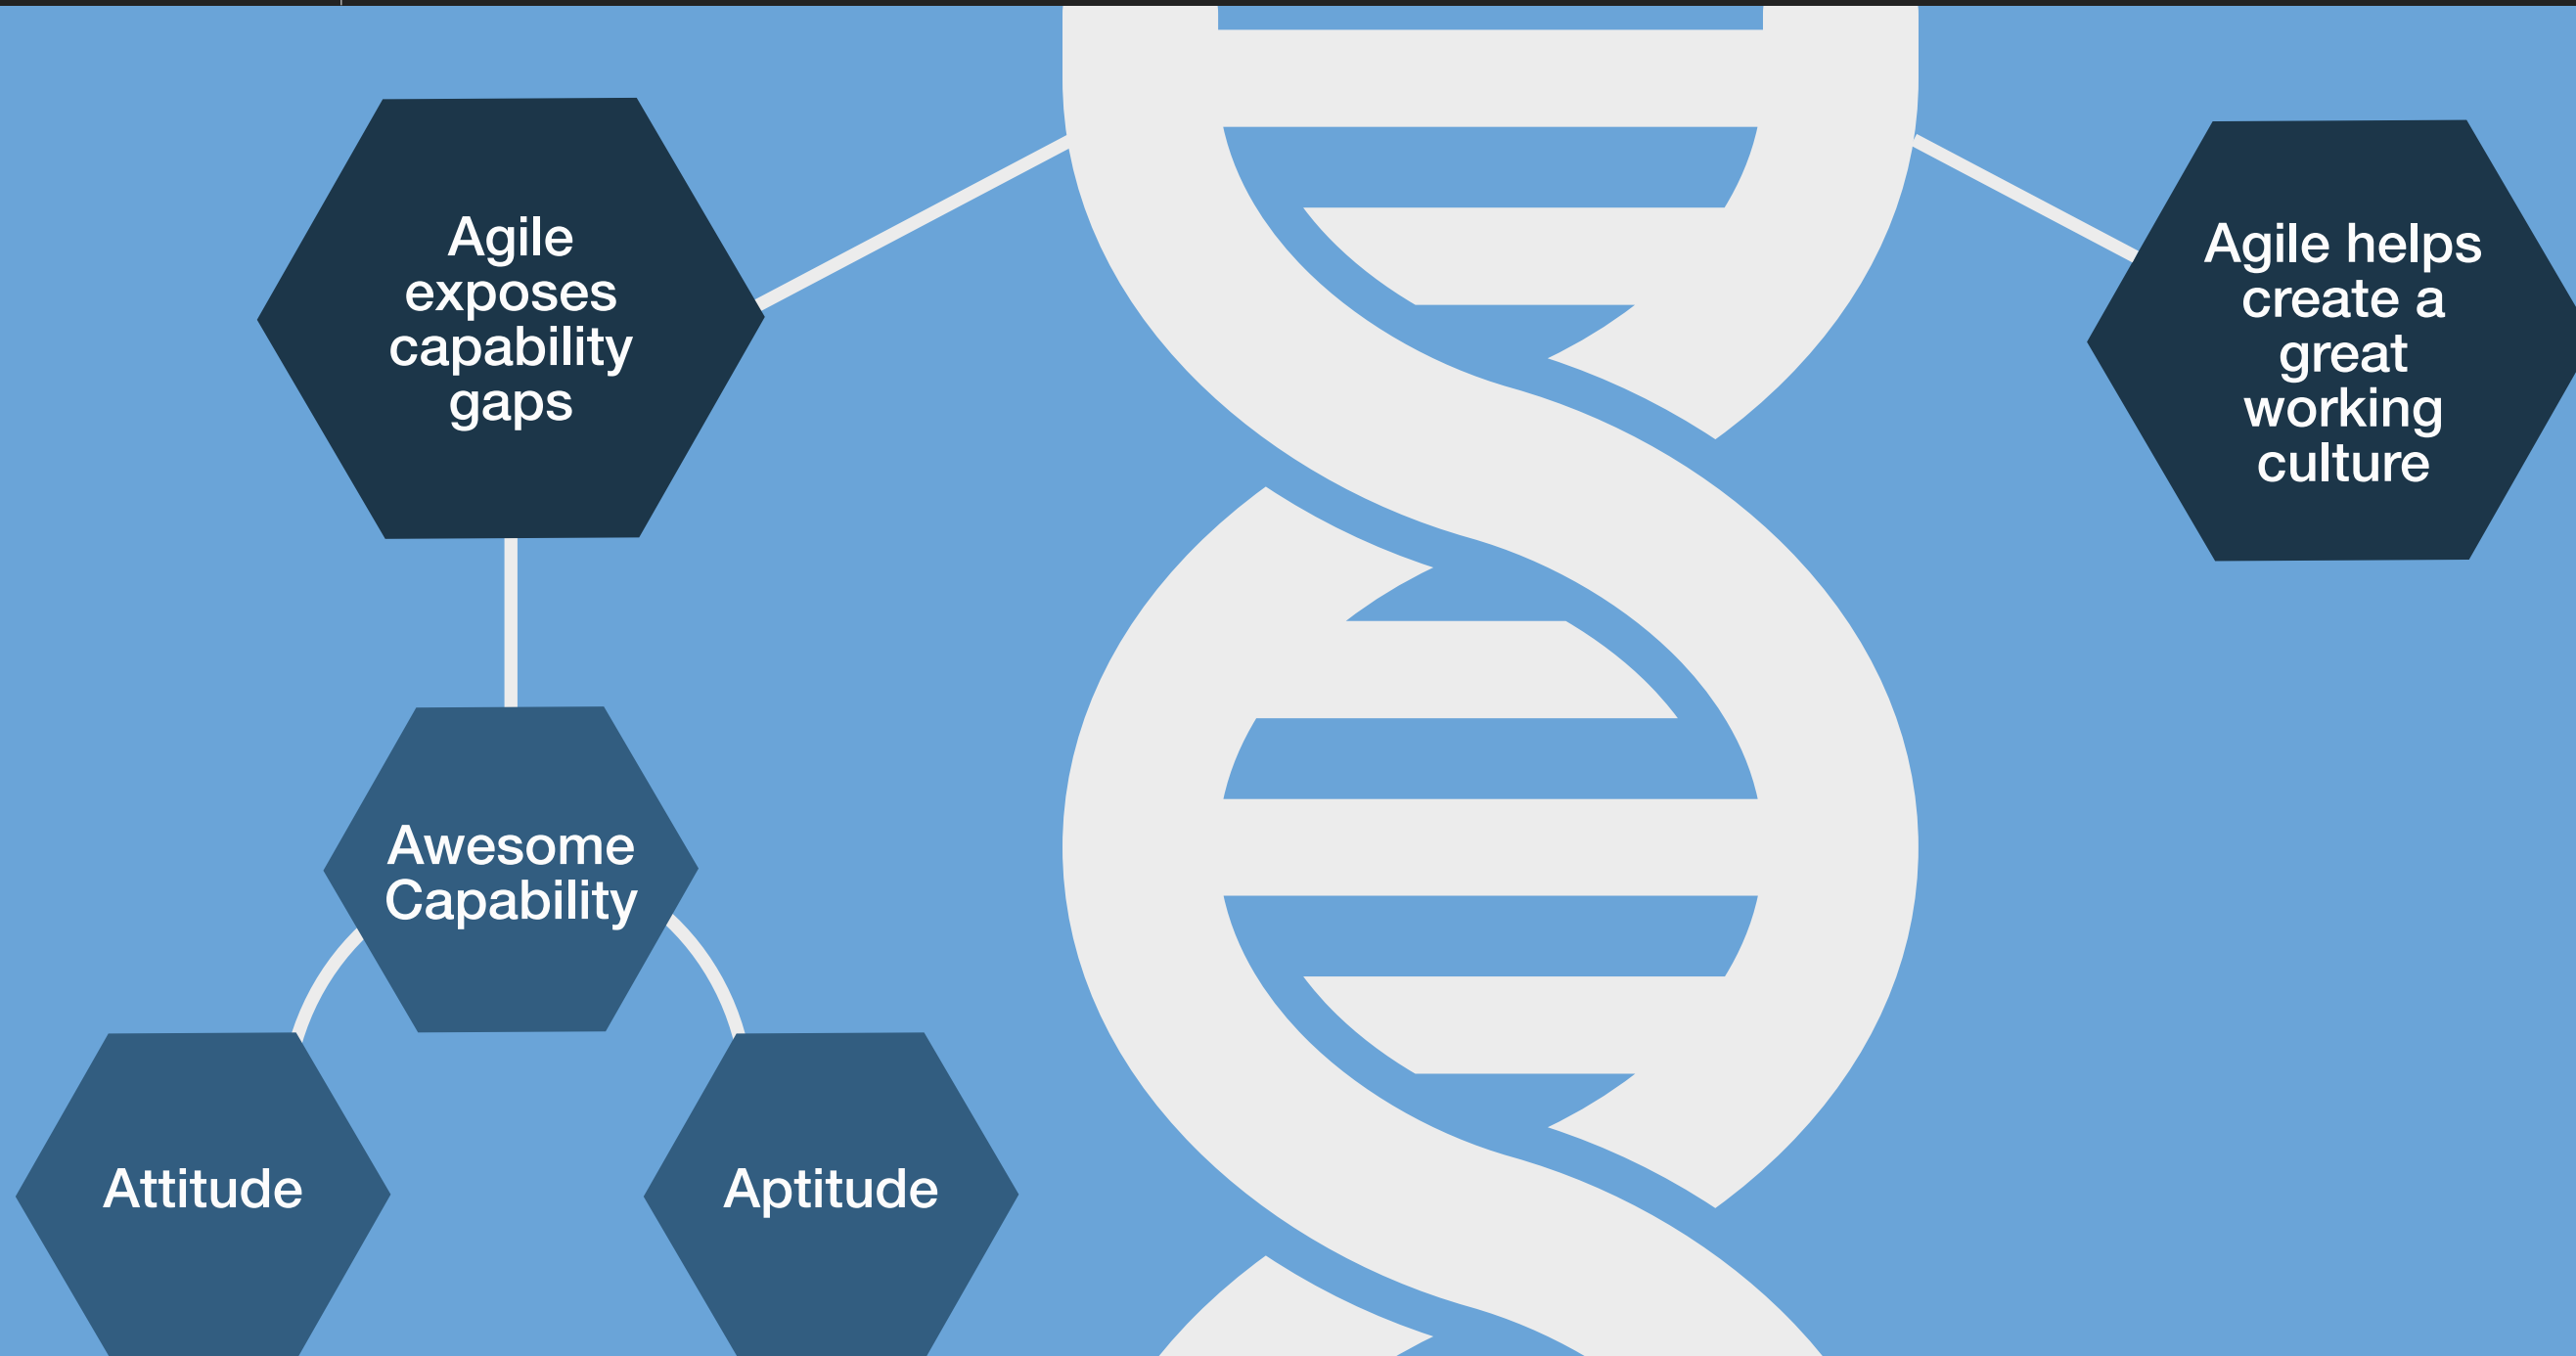 Agile
exposes
capability
gaps
Agile helps
create a
great
working
culture
Awesome
Capability
Attitude
Aptitude